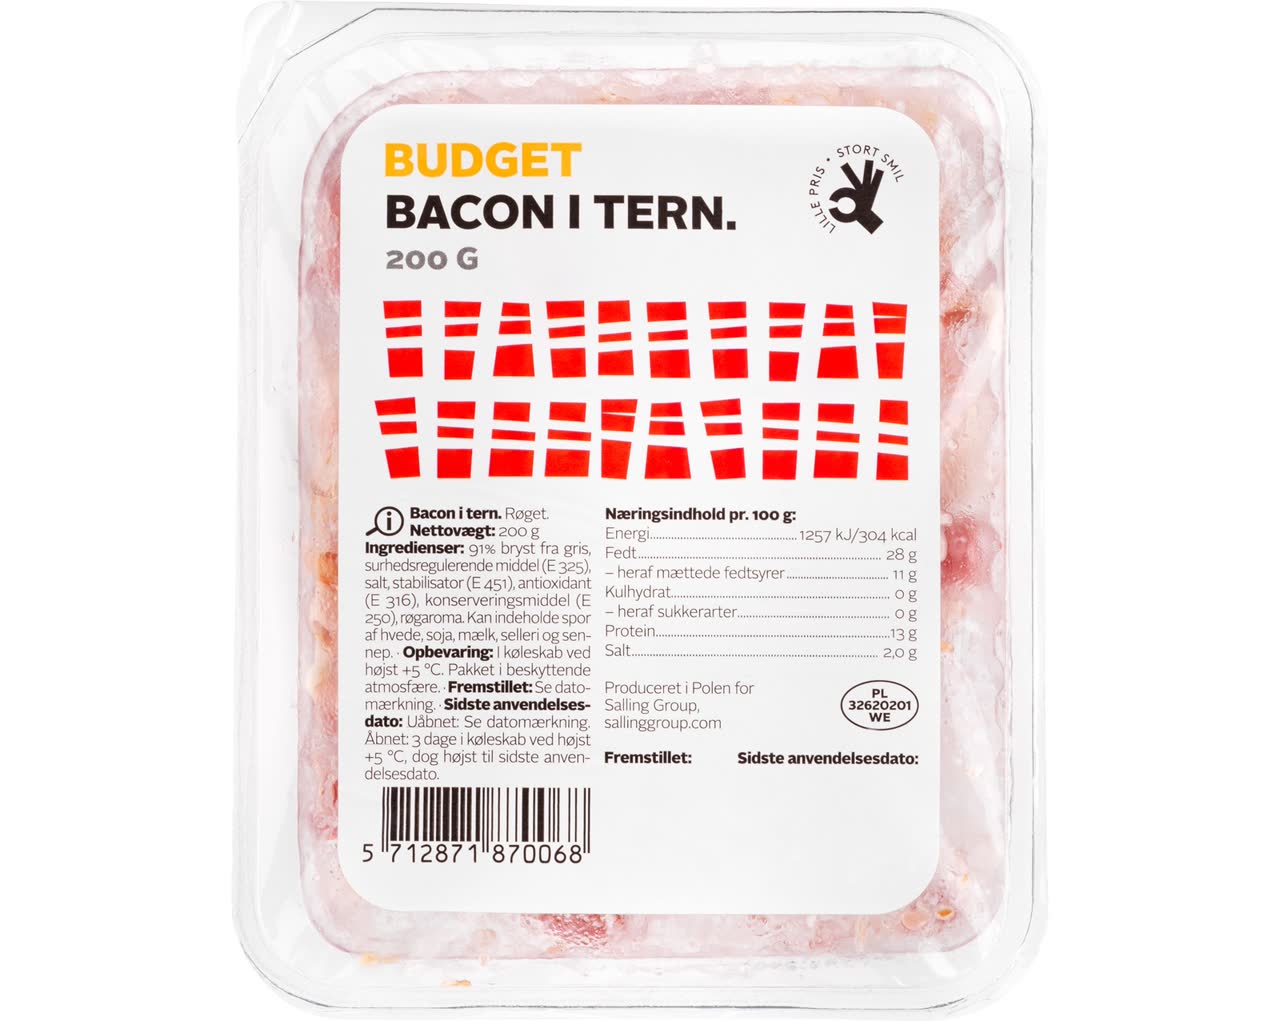 BUDGET
BACON I TERN.
200 G
LILLE PRIS • STORT SMIL
Bacon i tern. Røget.
Nettovægt: 200 g
Ingredienser: 91% bryst fra gris,
surhedsregulerende middel (E 325),
salt, stabilisator (E 451), antioxidant
(E 316), konserveringsmiddel (E
250), røgaroma. Kan indeholde spor
af hvede, soja, mælk, selleri og sen-
nep. · Opbevaring: I køleskab ved
højst +5 °C. Pakket i beskyttende
atmosfære. · Fremstillet: Se dato-
mærkning. · Sidste anvendelses-
dato: Uåbnet: Se datomærkning.
Åbnet: 3 dage i køleskab ved højst
+5 °C, dog højst til sidste anven-
delsesdato.
5 712871 870068
Næringsindhold pr. 100 g:
Energi 1257 kJ/304 kcal
Fedt 28 g
– heraf mættede fedtsyrer 11 g
Kulhydrat 0 g
– heraf sukkerarter 0 g
Protein 13 g
Salt 2,0 g
Produceret i Polen for
Salling Group,
sallinggroup.com
PL
32620201
WE
Fremstillet: Sidste anvendelsesdato: